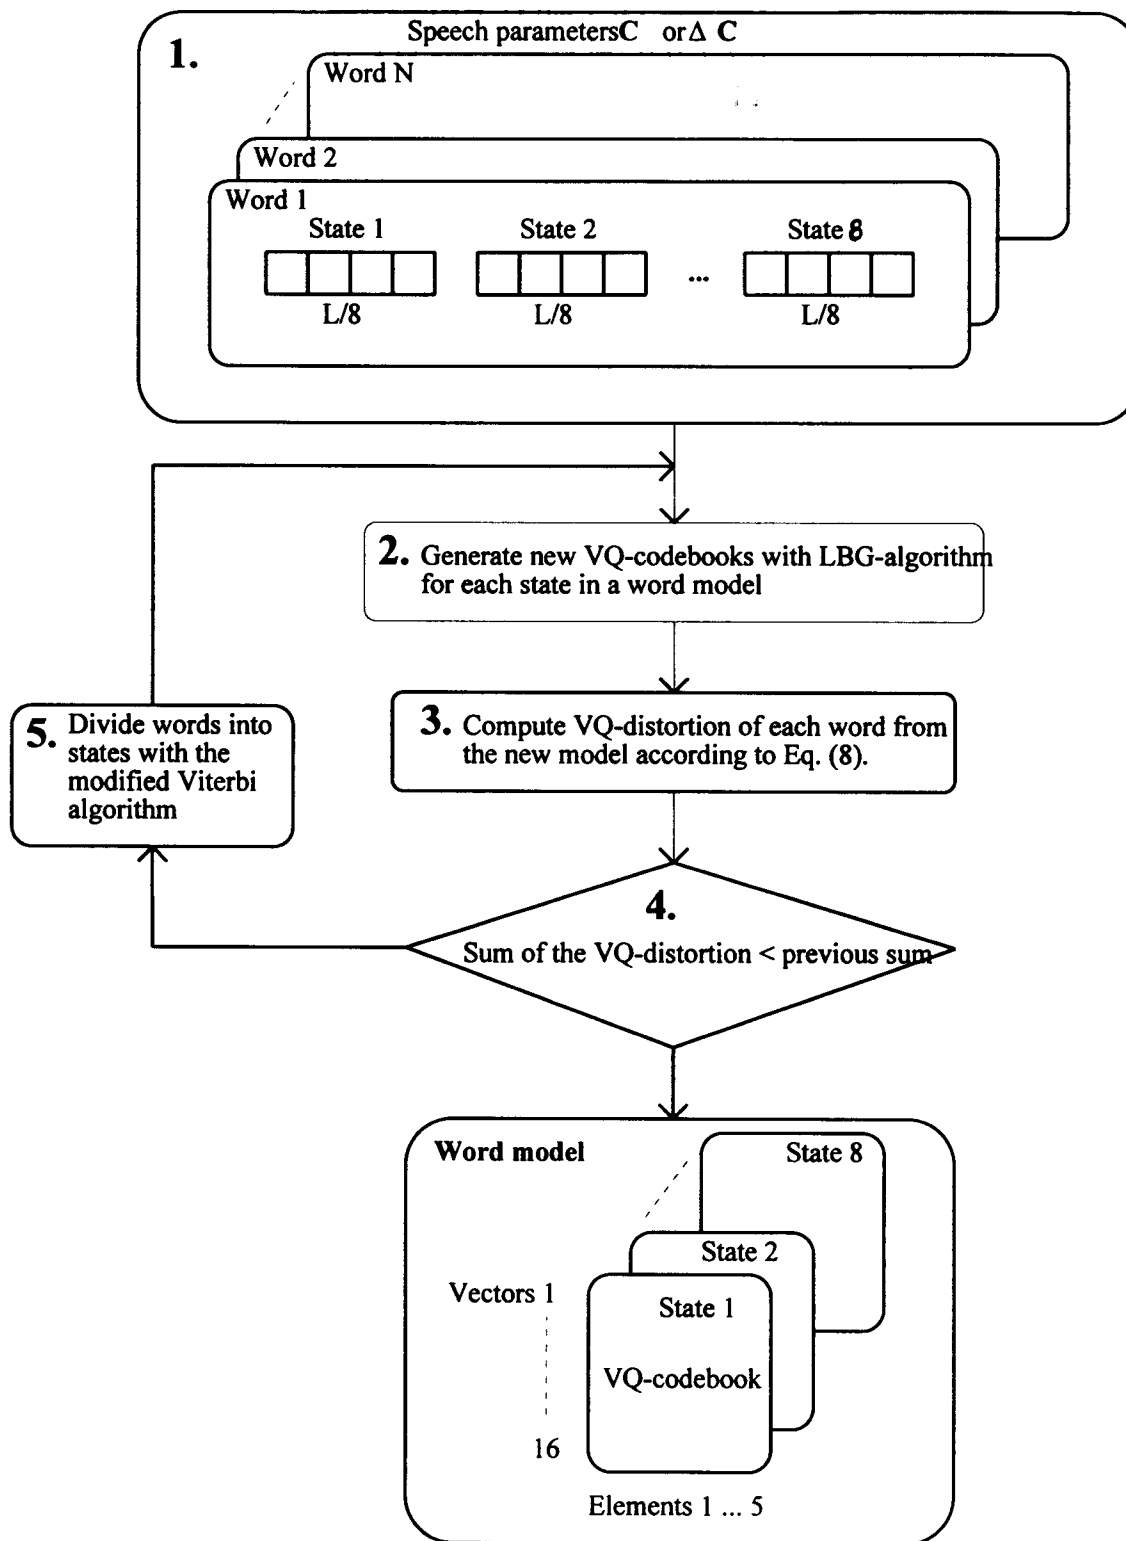 Speech parametersC or Δ C
1.
Word N
Word 2
Word 1
State 1 State 2 State 8
...
L/8 L/8 L/8
2. Generate new VQ-codebooks with LBG-algorithm
for each state in a word model
3. Compute VQ-distortion of each word from
the new model according to Eq. (8).
5. Divide words into
states with the
modified Viterbi
algorithm
4.
Sum of the VQ-distortion < previous sum
Word model
State 8
State 2
Vectors 1
State 1
VQ-codebook
16
Elements 1 ... 5